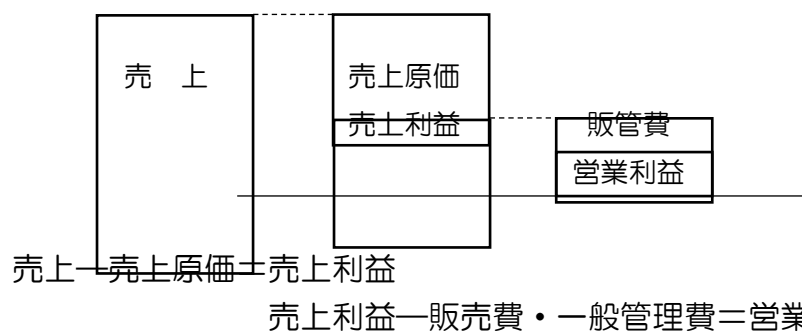 売　上
売上原価
売上利益
販管費
営業利益
売上―売上原価＝売上利益
売上利益―販売費・一般管理費＝営業